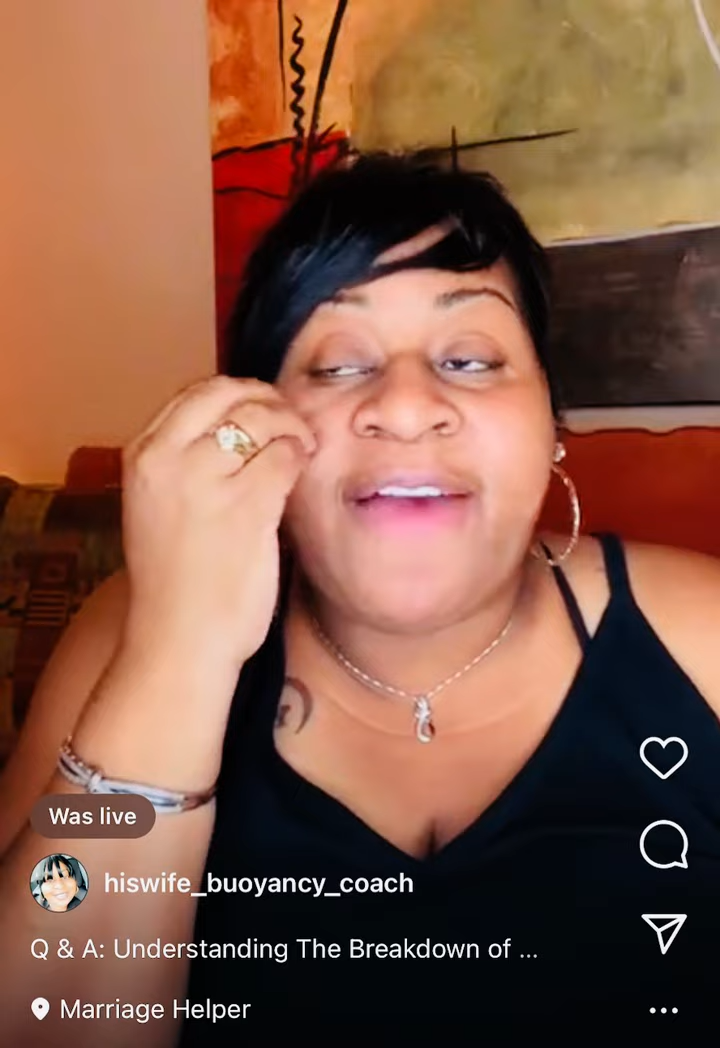 Was live
hiswife_buoyancy_coach
Q & A: Understanding The Breakdown of ...
Marriage Helper